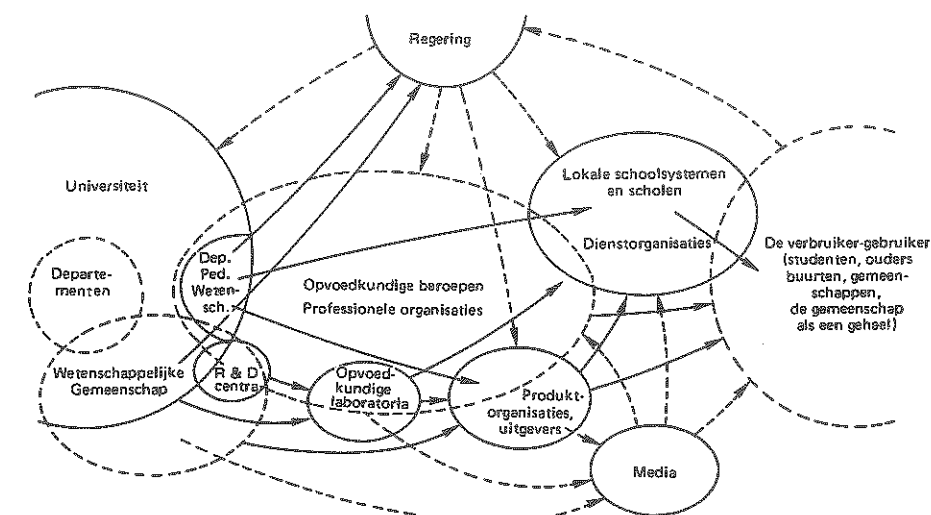 Regering
Universiteit
Departe-
menten
Dep.
Ped.
Weten-
sch.
Wetenschappelijke
Gemeenschap
R & D
centra
Opvoedkundige beroepen
Professionele organisaties
Opvoed-
kundige
laboratoria
Produkt-
organisaties,
uitgevers
Media
Lokale schoolsystemen
en scholen
Dienstorganisaties
De verbruiker-gebruiker
(studenten, ouders
buurten, gemeen-
schappen,
de gemeenschap
als een geheel)